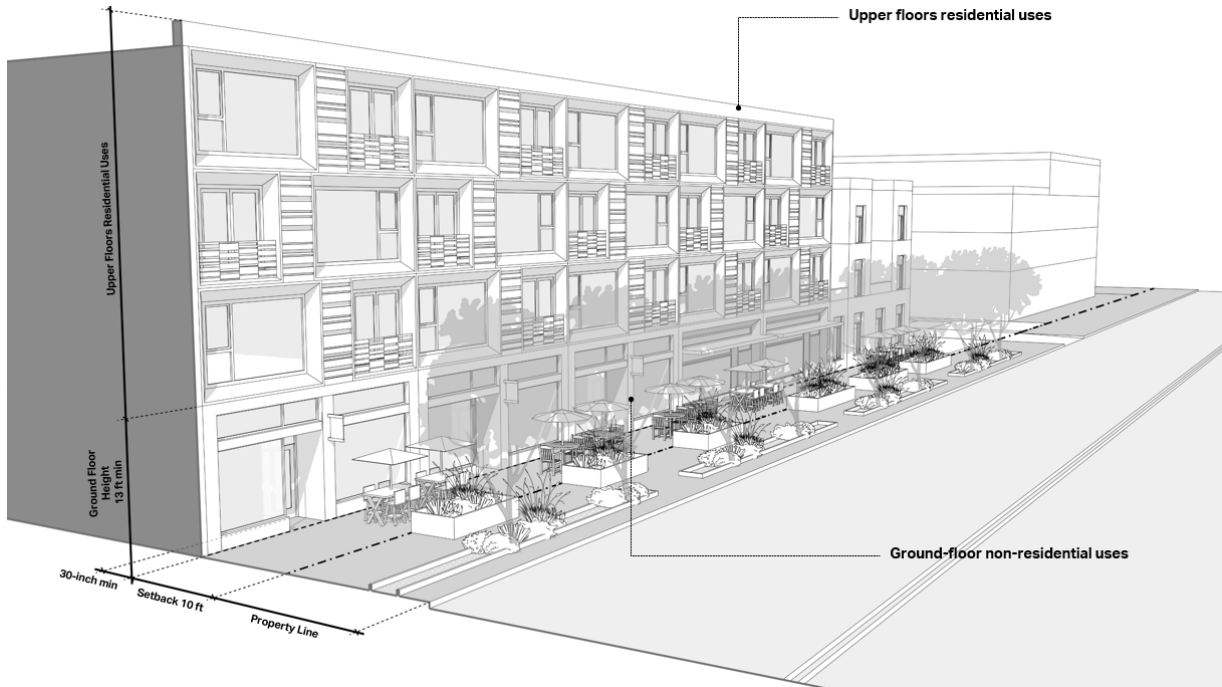 Upper floors residential uses
Upper Floors Residential Uses
Ground Floor
Height
13 ft min
Ground-floor non-residential uses
30-inch min
Setback 10 ft
Property Line